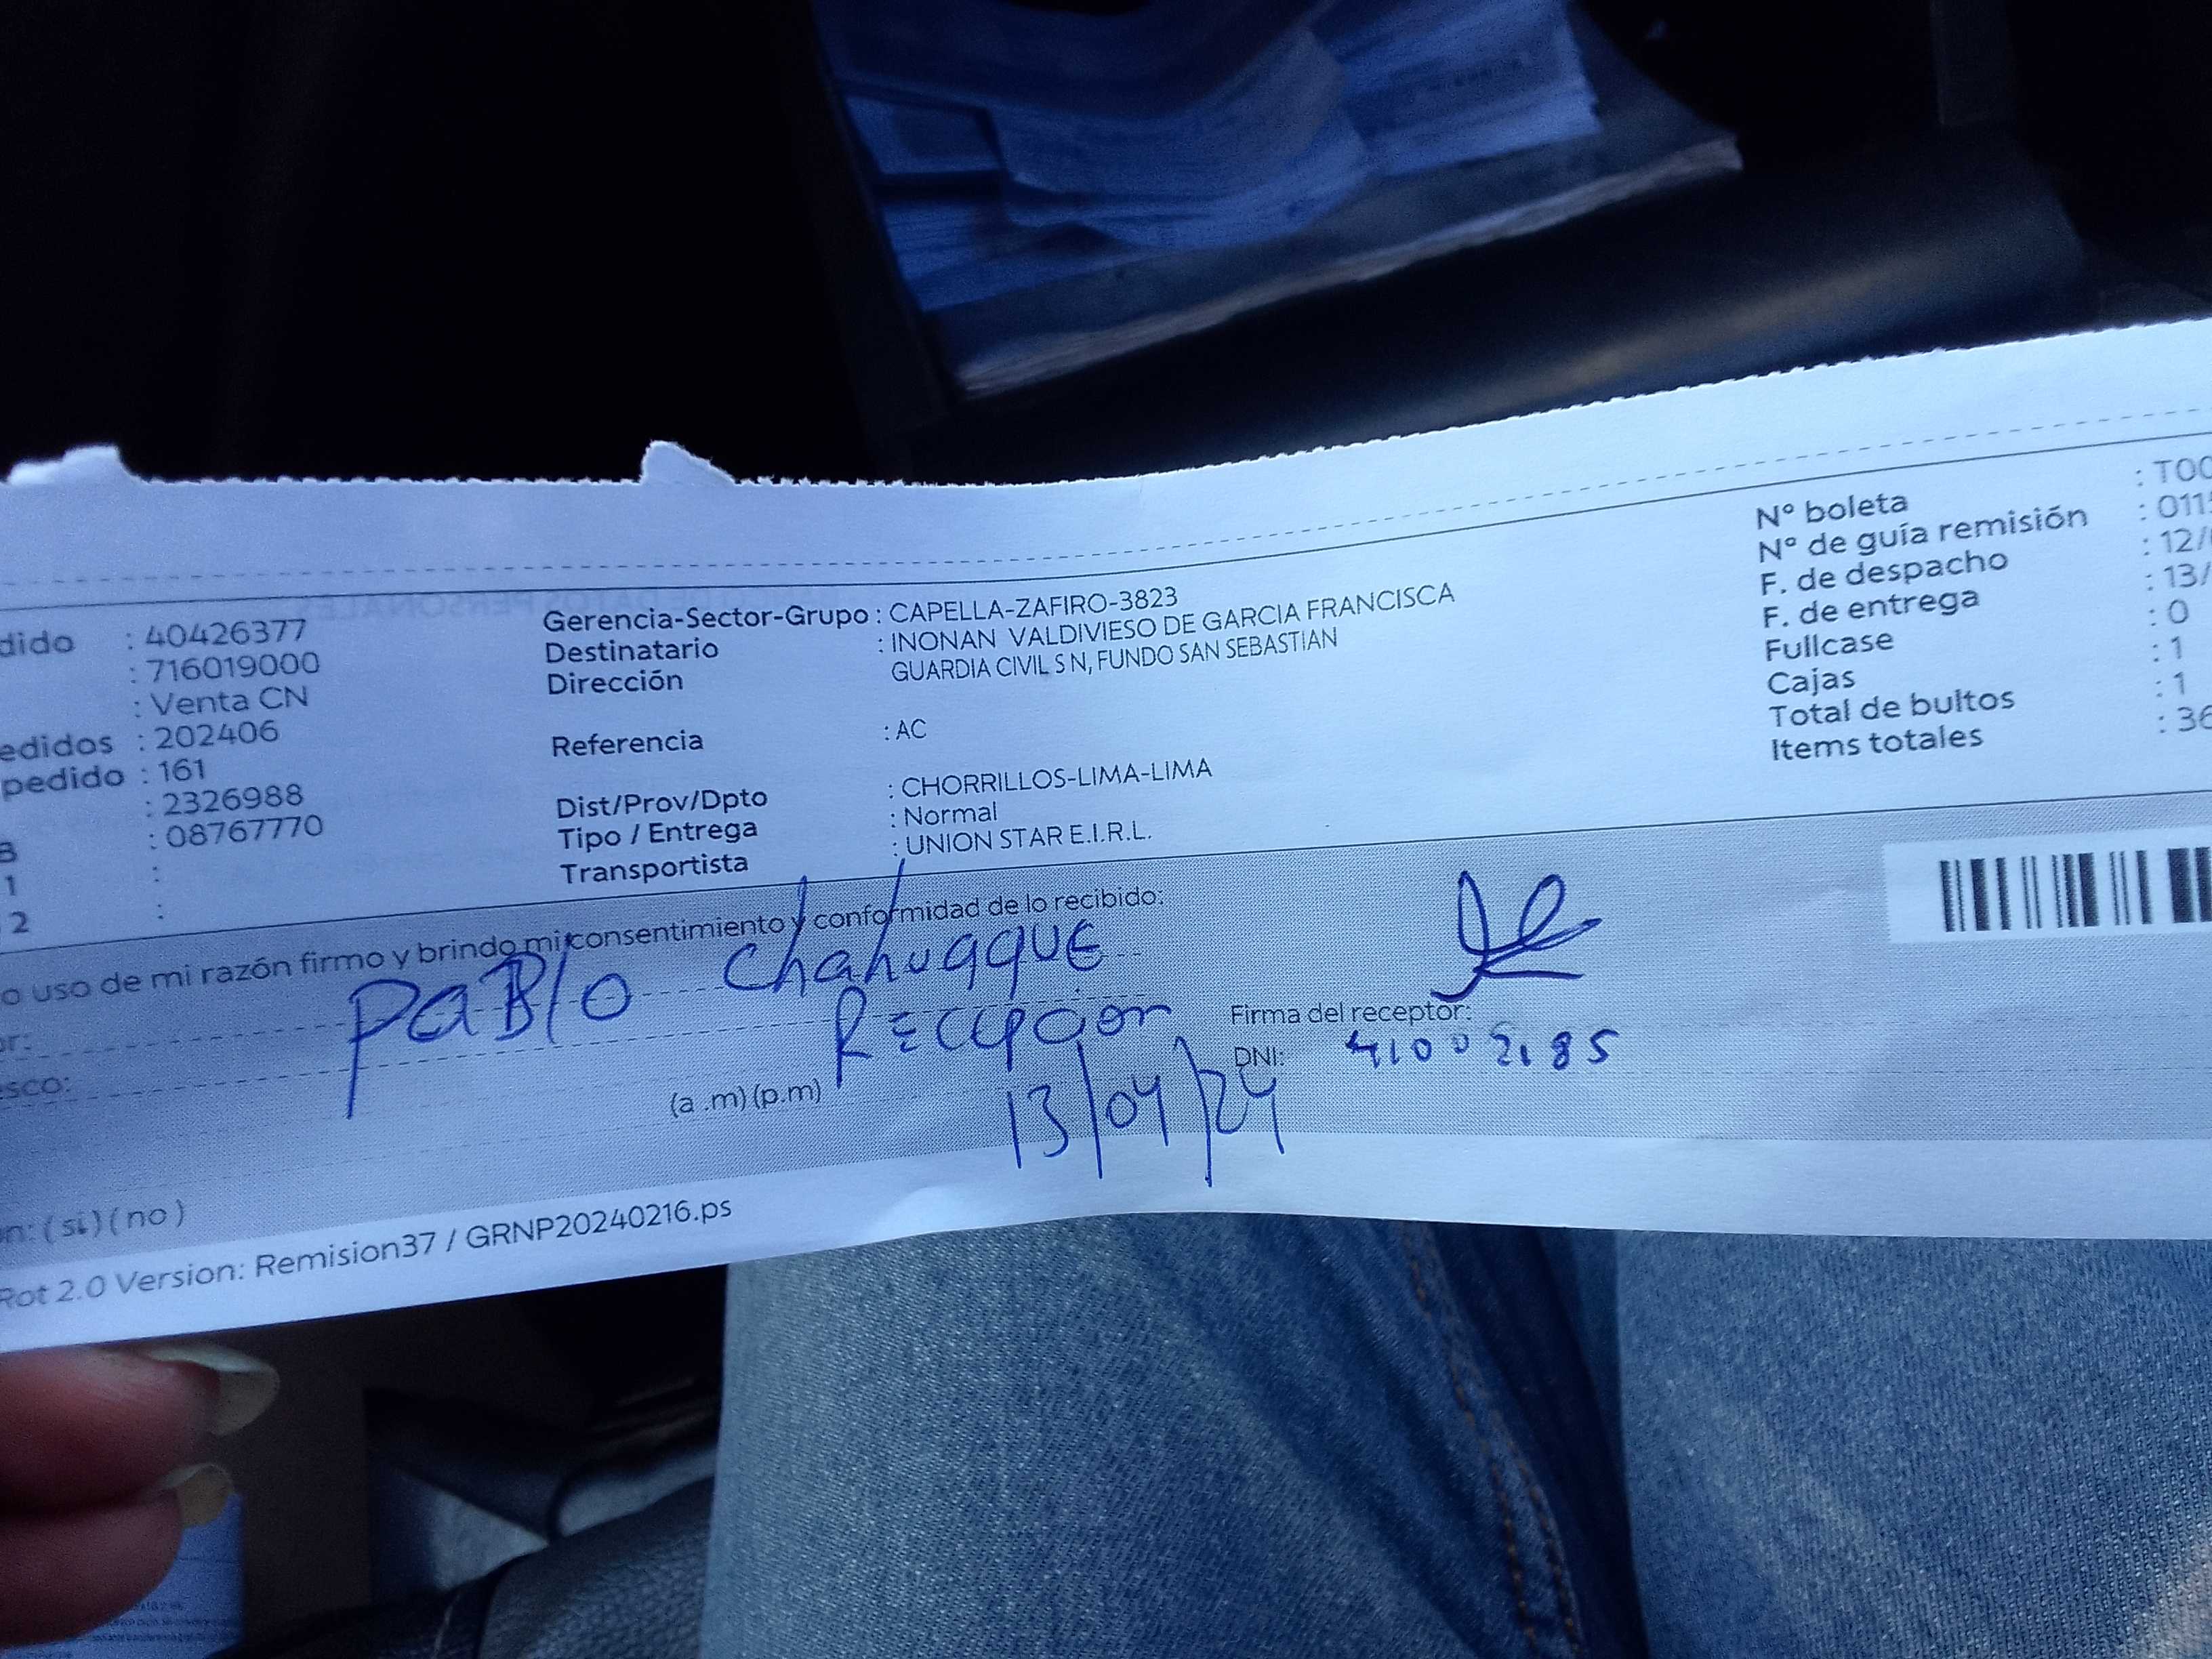 dido : 40426377
: 716019000
: Venta CN
edidos : 202406
pedido : 161
: 2326988
B : 08767770
1 :
2 :
Gerencia-Sector-Grupo : CAPELLA-ZAFIRO-3823
Destinatario : INONAN VALDIVIESO DE GARCIA FRANCISCA
Dirección GUARDIA CIVIL S N, FUNDO SAN SEBASTIAN
Referencia : AC
Dist/Prov/Dpto : CHORRILLOS-LIMA-LIMA
Tipo / Entrega : Normal
Transportista : UNION STAR E.I.R.L.
N° boleta : T00
N° de guía remisión : 011
F. de despacho : 12/
F. de entrega : 13/
Fullcase : 0
Cajas : 1
Total de bultos : 1
Items totales : 36
o uso de mi razón firmo y brindo mi consentimiento y conformidad de lo recibido:
or: PaBlo Chahuaque
Recepcion
Firma del receptor:
esco:
DNI: 41002185
(a .m) (p.m)
13/04/24
n: ( si ) ( no )
Rot 2.0 Version: Remision37 / GRNP20240216.ps